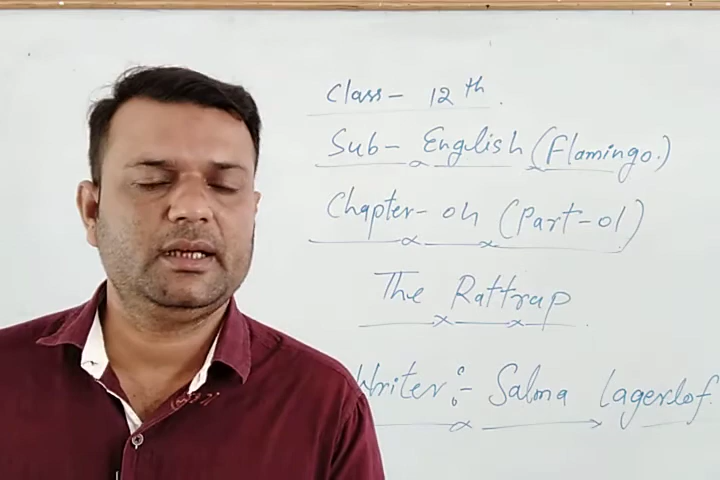 Class- 12th.
Sub- English (Flamingo.)
Chapter- 04 (Part-01)
The Rattrap
Writer:- Salma Lagerlof.